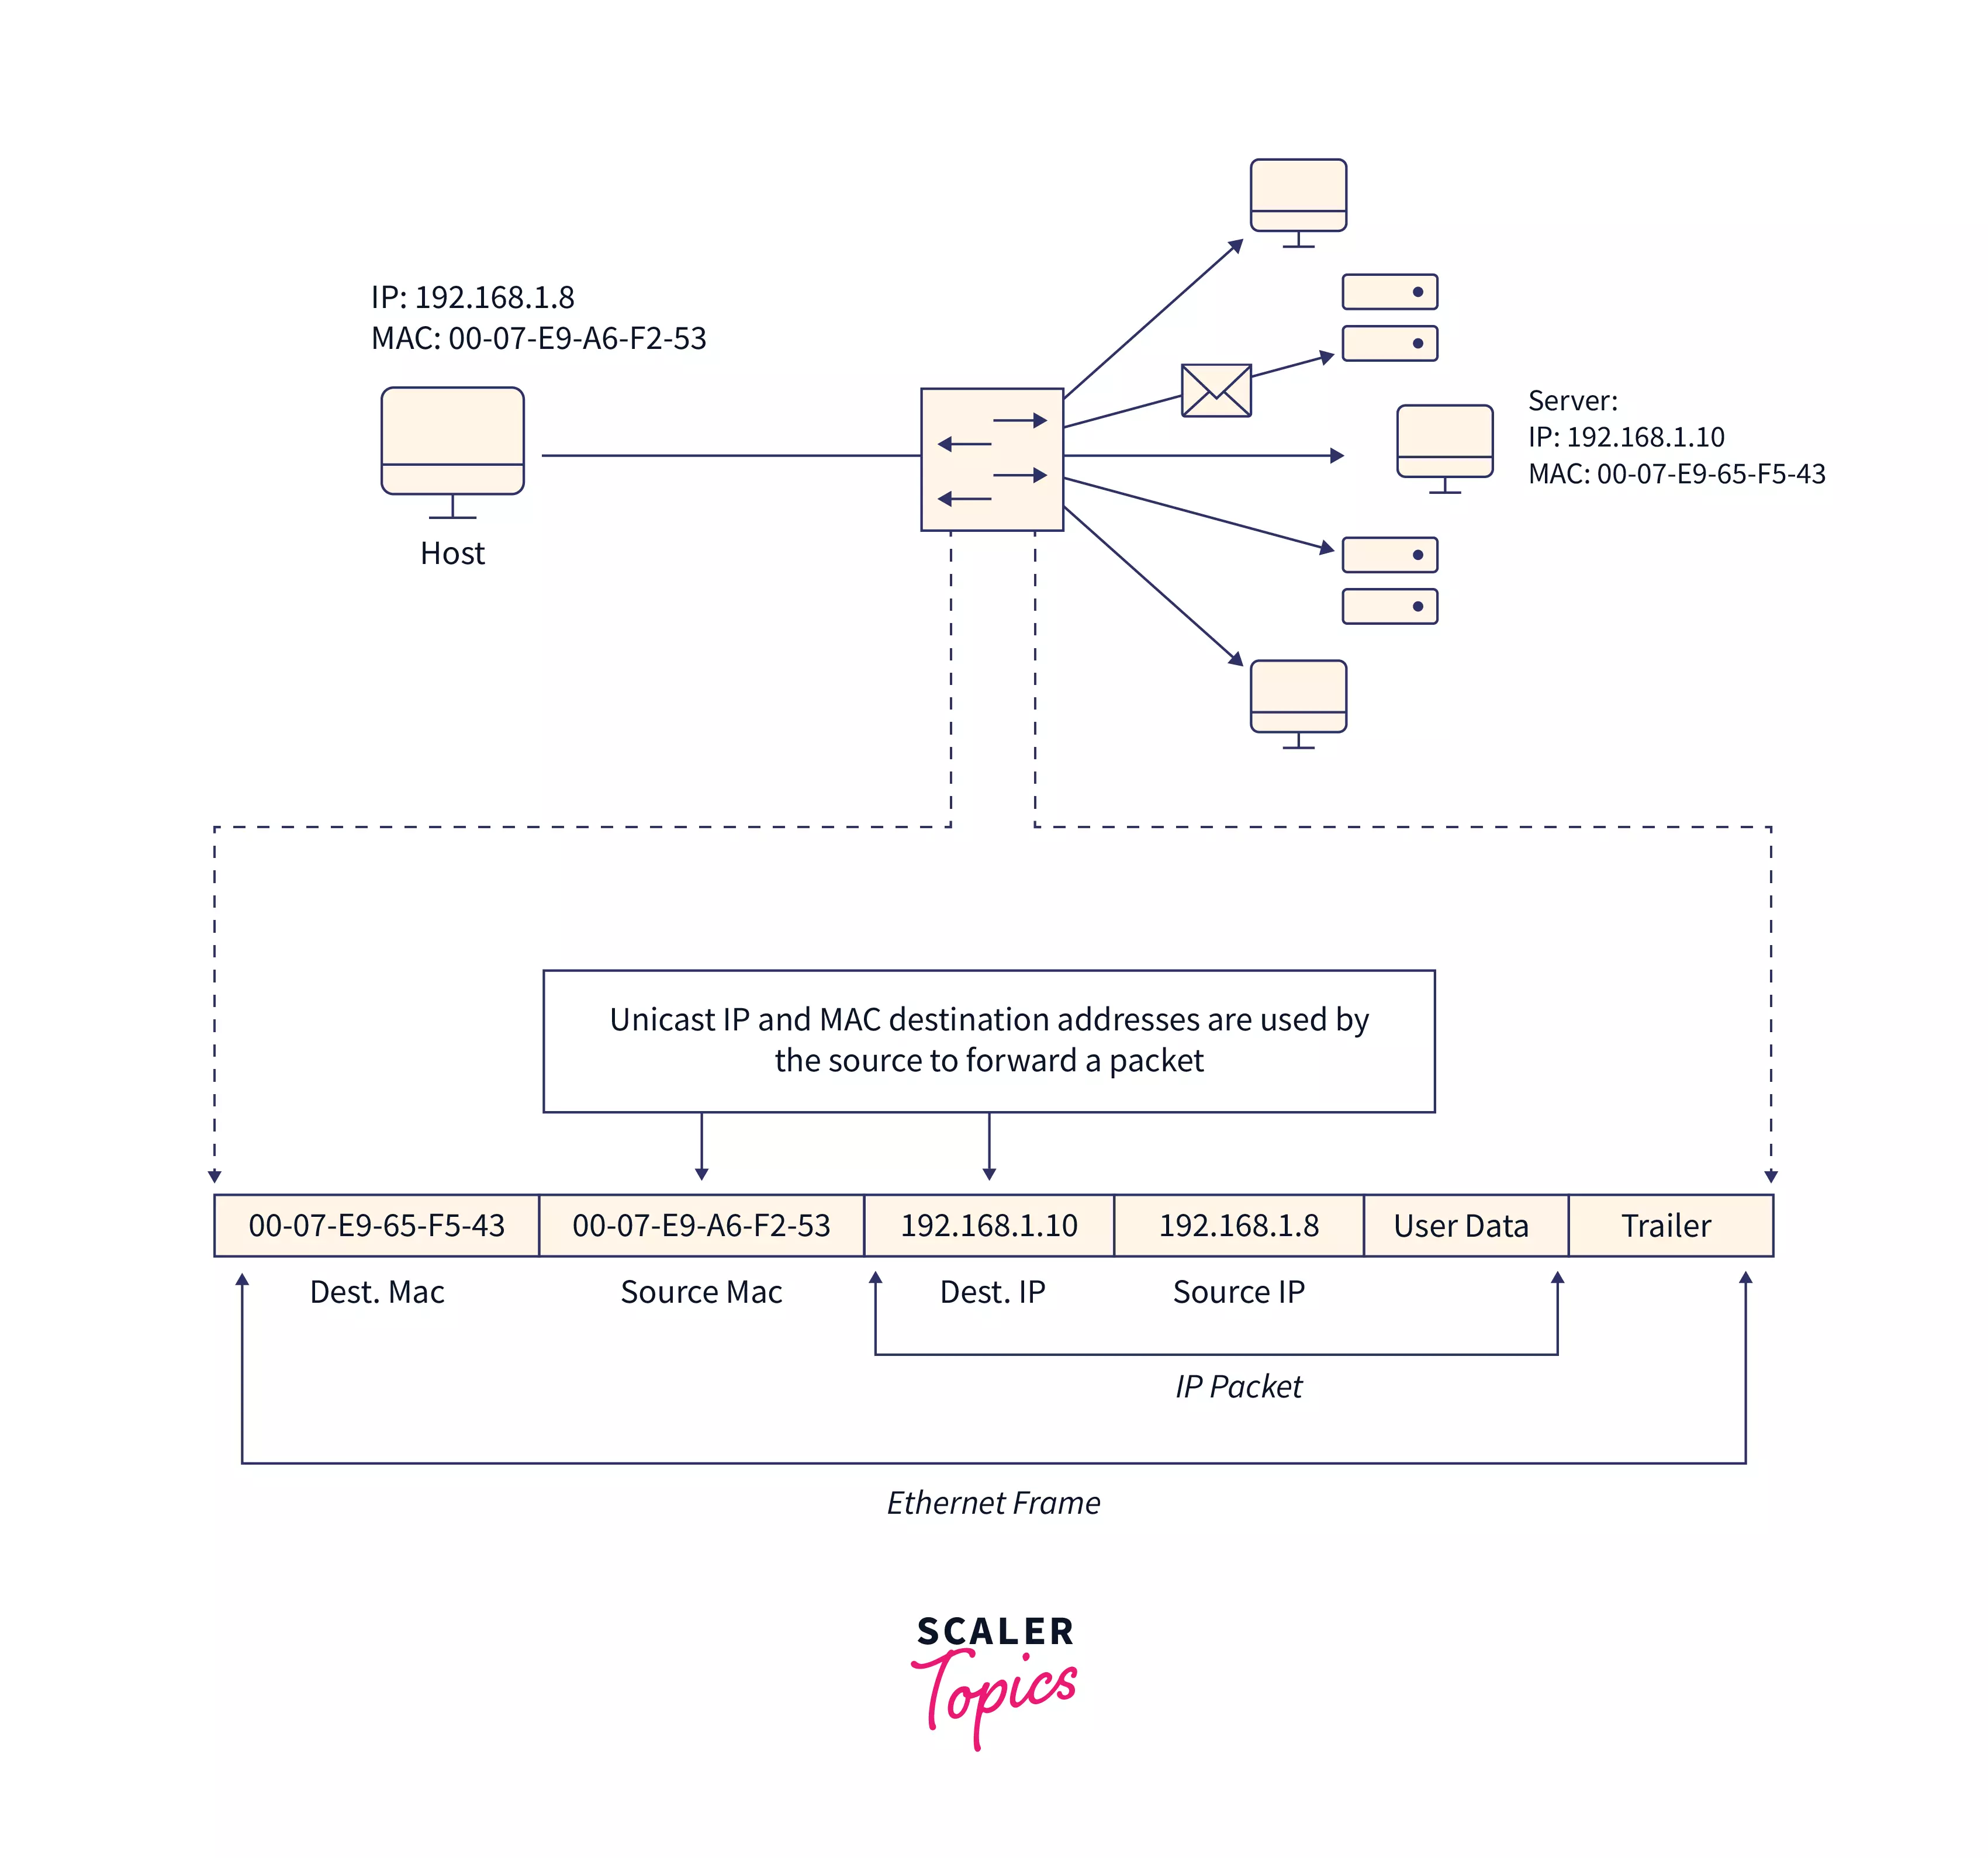 IP: 192.168.1.8
MAC: 00-07-E9-A6-F2-53
Host
Server:
IP: 192.168.1.10
MAC: 00-07-E9-65-F5-43
Unicast IP and MAC destination addresses are used by
the source to forward a packet
00-07-E9-65-F5-43 00-07-E9-A6-F2-53 192.168.1.10 192.168.1.8 User Data Trailer
Dest. Mac Source Mac Dest. IP Source IP
IP Packet
Ethernet Frame
SCALER
Topics